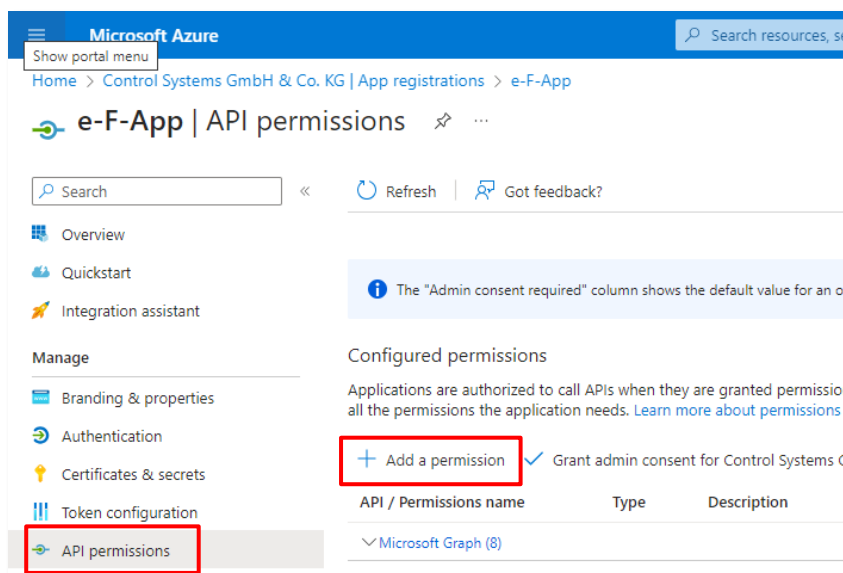 Microsoft Azure
Search resources, se
Show portal menu
Home > Control Systems GmbH & Co. KG | App registrations > e-F-App
e-F-App | API permissions
Search
Refresh
Got feedback?
Overview
Quickstart
Integration assistant
The "Admin consent required" column shows the default value for an o
Manage
Configured permissions
Applications are authorized to call APIs when they are granted permissio
all the permissions the application needs. Learn more about permissions
Branding & properties
Authentication
Certificates & secrets
Token configuration
API permissions
Add a permission
Grant admin consent for Control Systems G
API / Permissions name Type Description
Microsoft Graph (8)